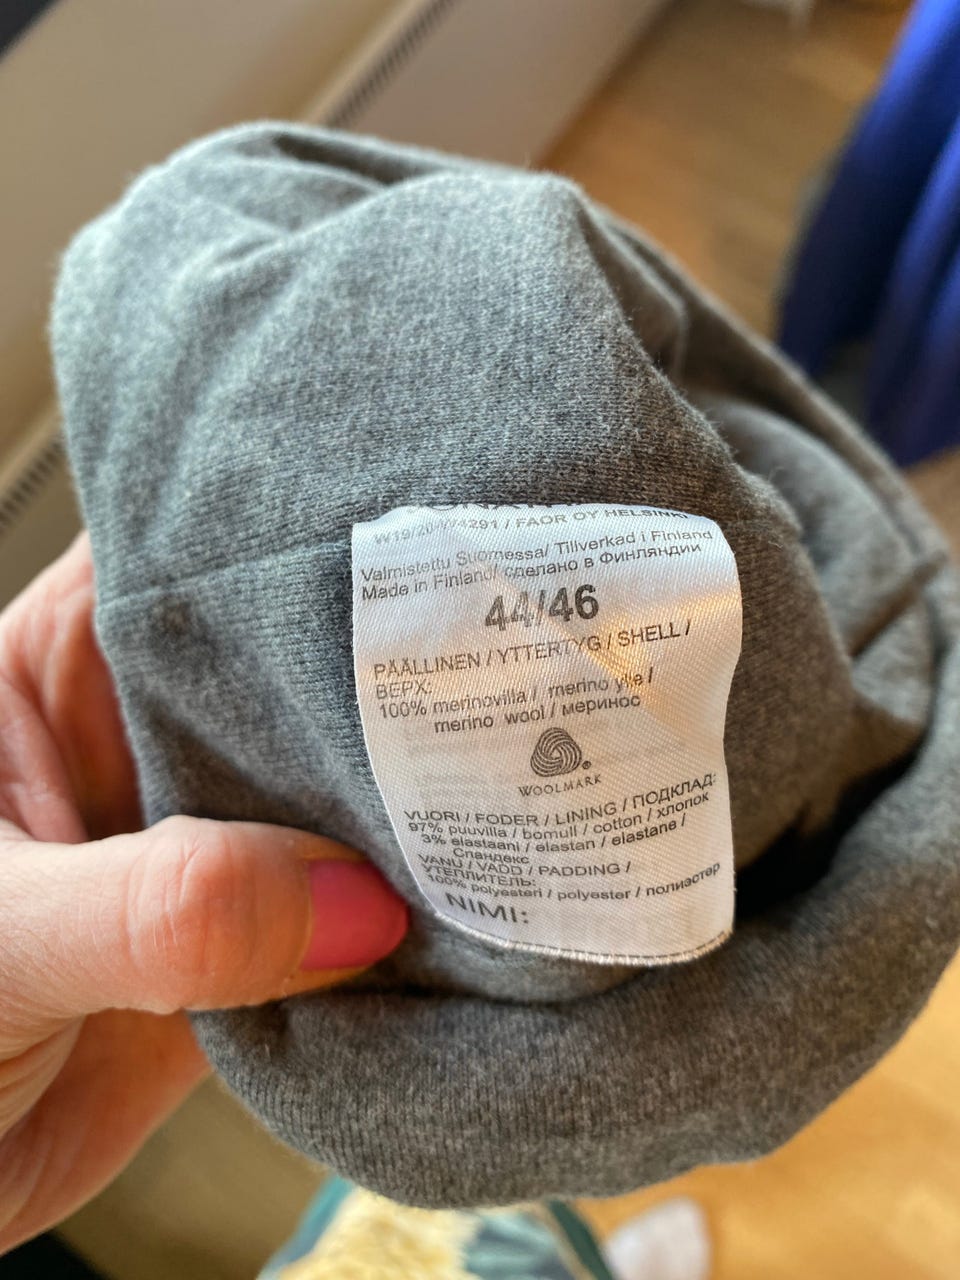 W19/20 / FAOR OY HELSINKI
Valmistettu Suomessa/ Tillverkad i Finland
Made in Finland/ сделано в Финляндии
44/46
PÄÄLLINEN / YTTERTYG / SHELL /
ВЕРХ:
100% merinovilla / merino ylle /
merino wool / меринос
®
WOOLMARK
VUORI / FODER / LINING / ПОДКЛАД:
97% puuvilla / bomull / cotton / хлопок
3% elastaani / elastan / elastane /
Спандекс
VANU / VADD / PADDING /
УТЕПЛИТЕЛЬ:
100% polyesteri / polyester / полиэстер
NIMI: